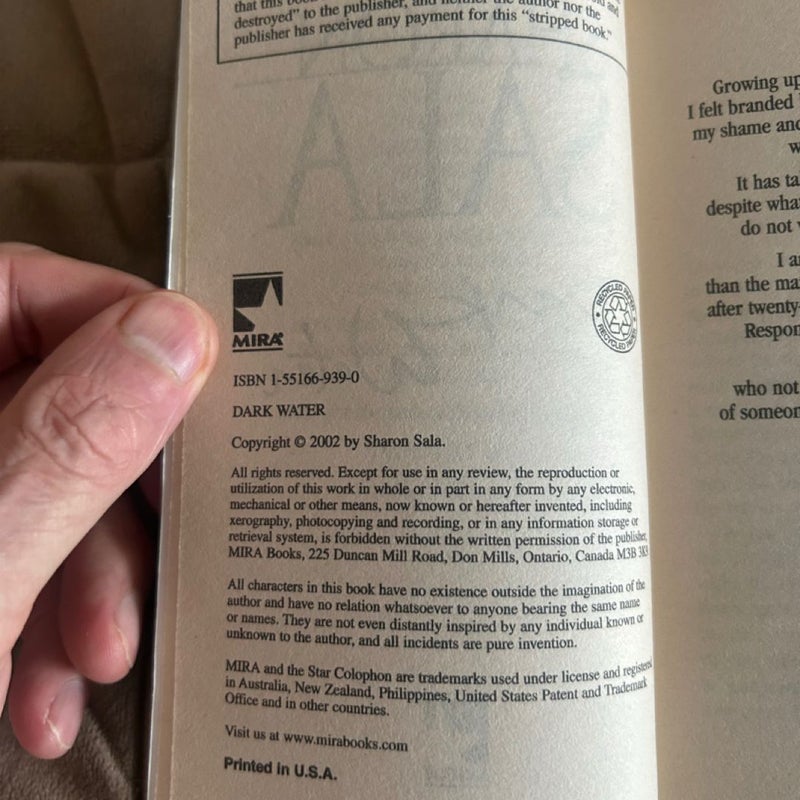 that this book
destroyed" to the publisher, and neither the author nor the
publisher has received any payment for this "stripped book."
MIRA®
RECYCLED PAPER
RECYCLED PAPER
ISBN 1-55166-939-0
DARK WATER
Copyright © 2002 by Sharon Sala.
All rights reserved. Except for use in any review, the reproduction or
utilization of this work in whole or in part in any form by any electronic,
mechanical or other means, now known or hereafter invented, including
xerography, photocopying and recording, or in any information storage or
retrieval system, is forbidden without the written permission of the publisher,
MIRA Books, 225 Duncan Mill Road, Don Mills, Ontario, Canada M3B 3K9
All characters in this book have no existence outside the imagination of the
author and have no relation whatsoever to anyone bearing the same name
or names. They are not even distantly inspired by any individual known or
unknown to the author, and all incidents are pure invention.
MIRA and the Star Colophon are trademarks used under license and registered
in Australia, New Zealand, Philippines, United States Patent and Trademark
Office and in other countries.
Visit us at www.mirabooks.com
Printed in U.S.A.
Growing up
I felt branded
my shame and
It has ta
despite what
do not
I a
than the ma
after twenty-
Respon
who not
of someon